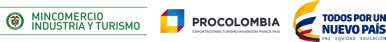 MINCOMERCIO
INDUSTRIA Y TURISMO
PROCOLOMBIA
EXPORTACIONES TURISMO INVERSIÓN MARCA PAÍS
TODOS POR UN
NUEVO PAÍS
PAZ EQUIDAD EDUCACIÓN